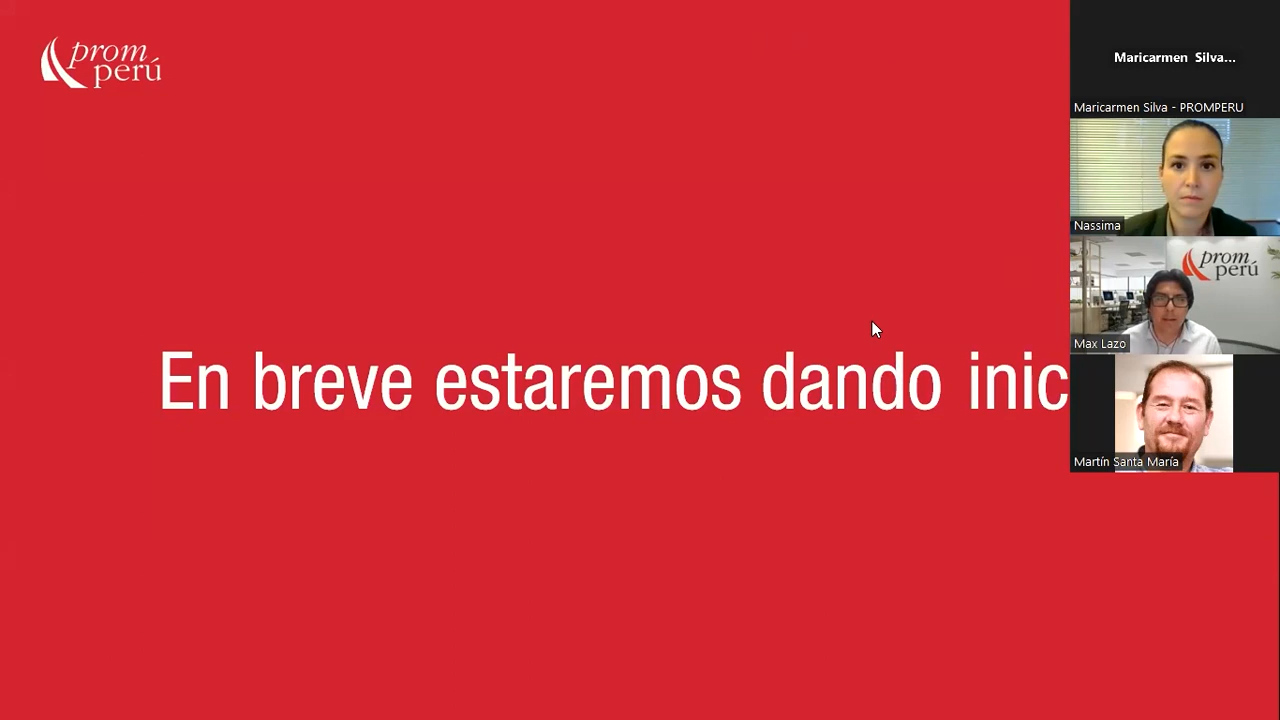 prom
perú
En breve estaremos dando inic
Maricarmen Silva...
Maricarmen Silva - PROMPERU
Nassima
prom
perú
Max Lazo
Martín Santa María